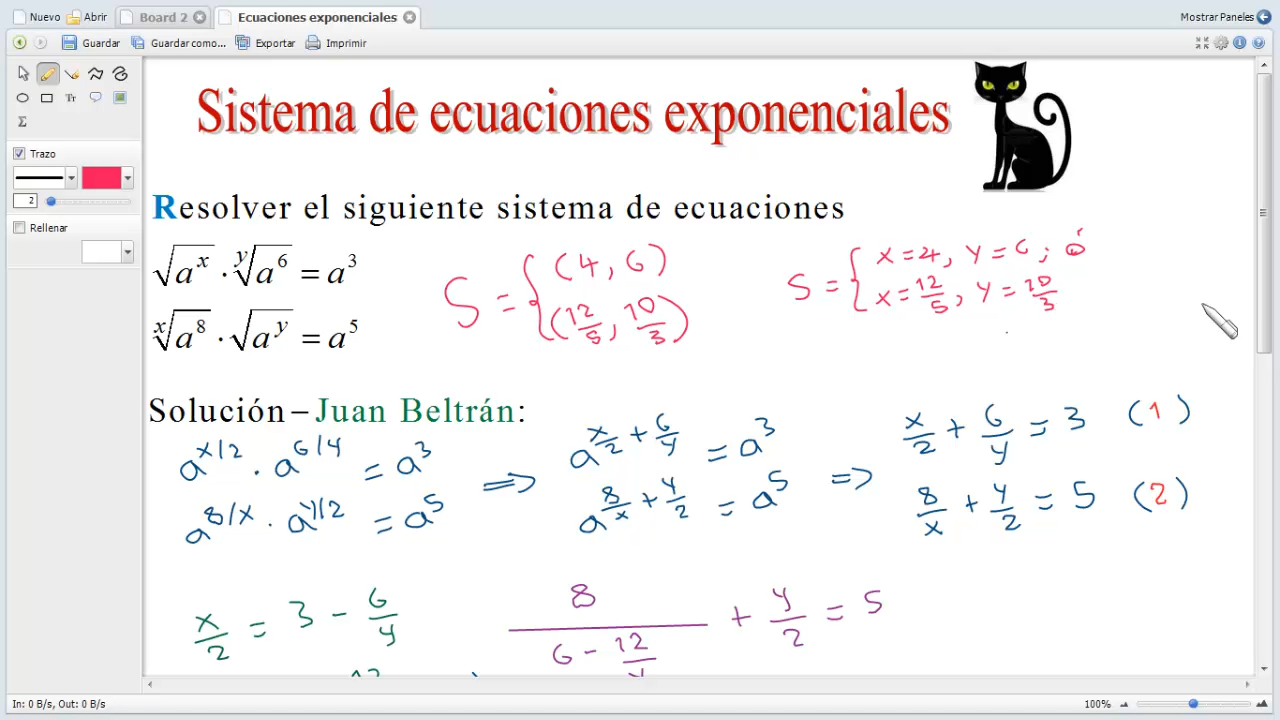 Nuevo Abrir Board 2 Ecuaciones exponenciales Mostrar Paneles
Guardar Guardar como... Exportar Imprimir
Sistema de ecuaciones exponenciales
Trazo
2
Rellenar
Resolver el siguiente sistema de ecuaciones
√(a^x) · ʸ√(a^6) = a^3
ˣ√(a^8) · √(a^y) = a^5
S = { (4, 6)
(12/5, 10/3)
S = { x = 4, y = 6; ó
x = 12/5, y = 10/3
Solución – Juan Beltrán:
a^(x/2) · a^(6/y) = a^3 ⟹ a^(x/2 + 6/y) = a^3 ⟹ x/2 + 6/y = 3 (1)
a^(8/x) · a^(y/2) = a^5 a^(8/x + y/2) = a^5 8/x + y/2 = 5 (2)
x/2 = 3 - 6/y
8/(6 - 12/y) + y/2 = 5
In: 0 B/s, Out: 0 B/s 100%